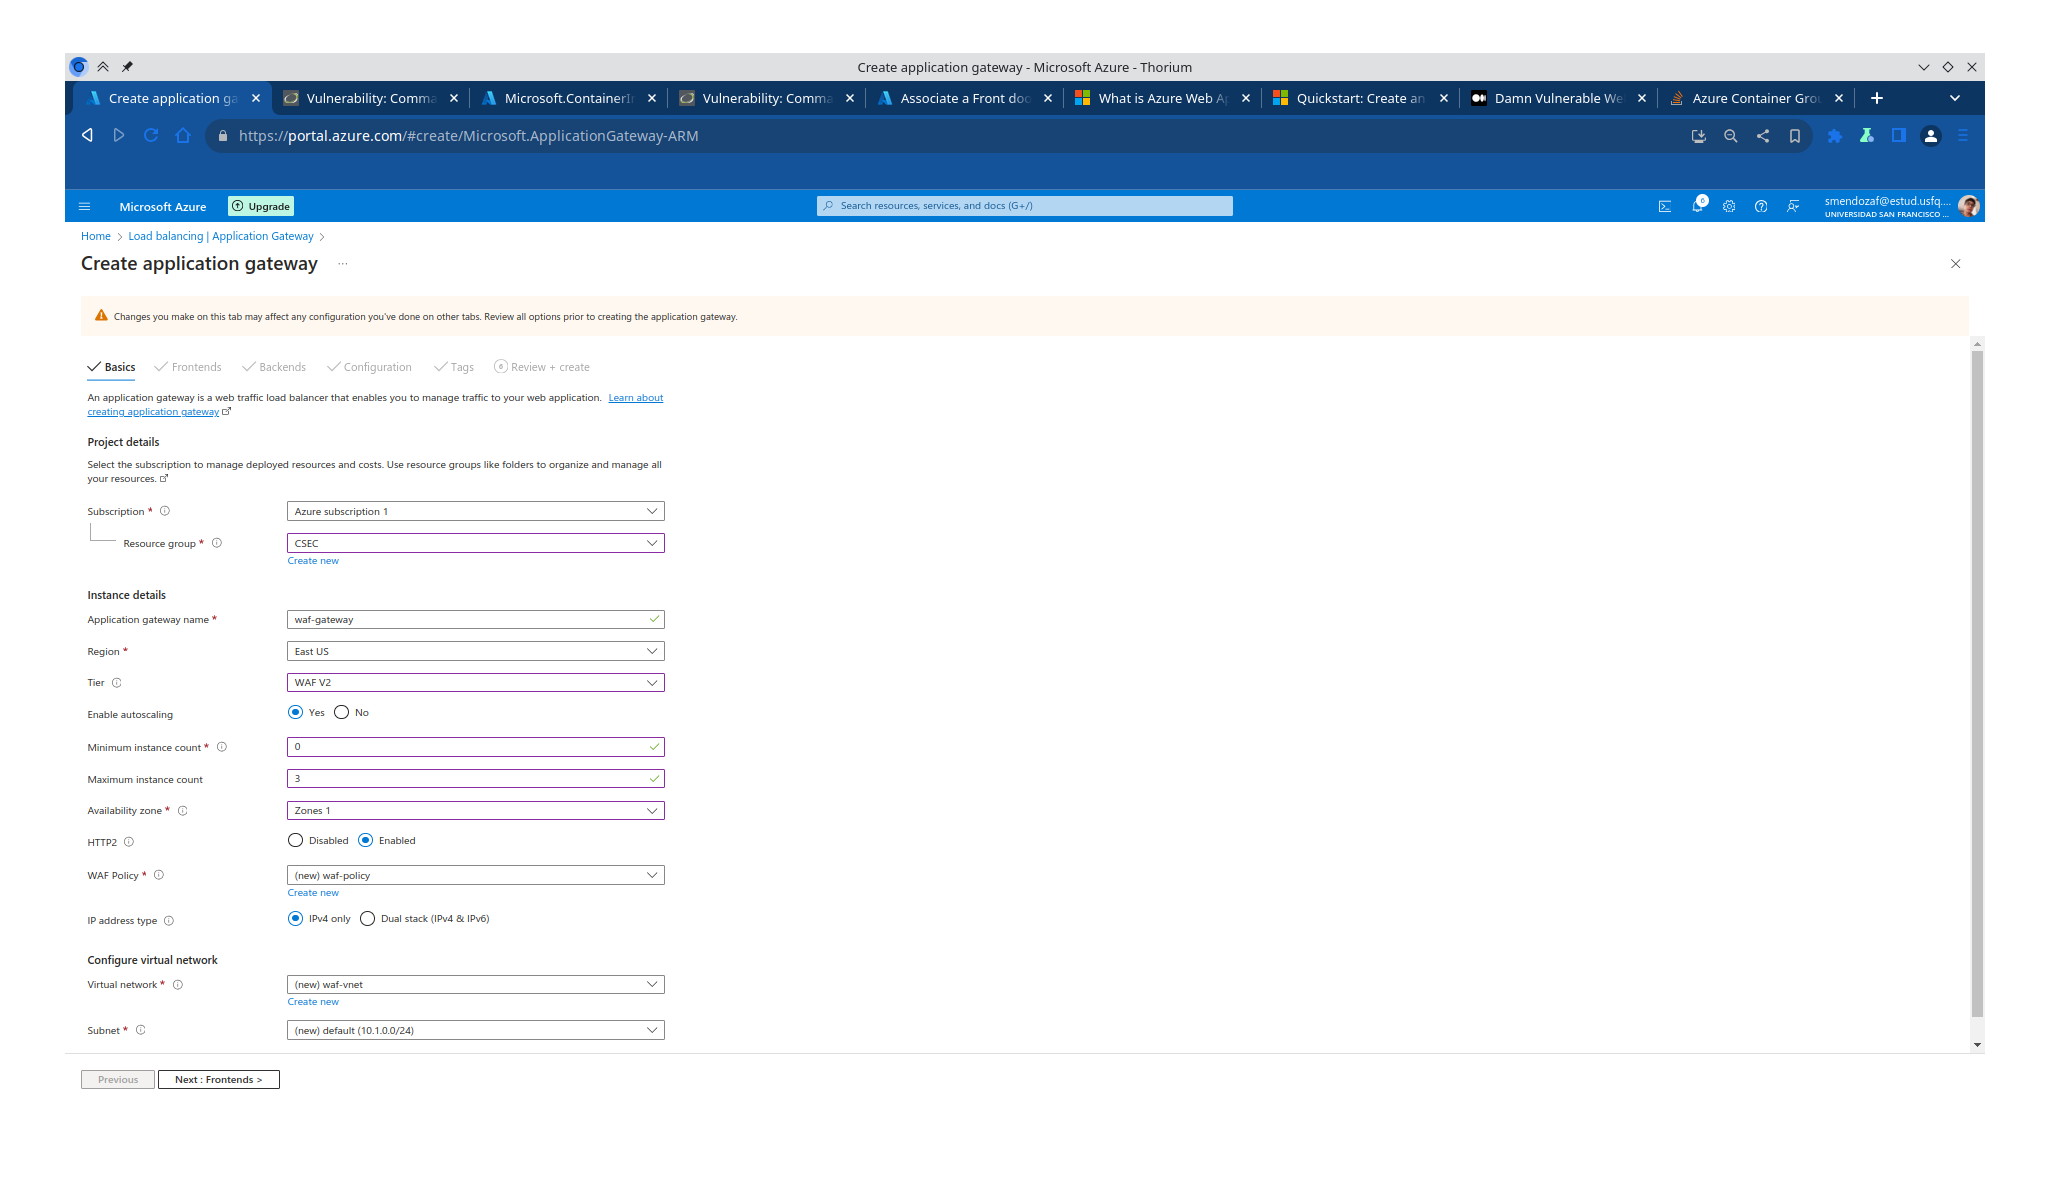 Create application gateway - Microsoft Azure - Thorium
Create application ga
Vulnerability: Comma
Microsoft.ContainerI
Vulnerability: Comma
Associate a Front doo
What is Azure Web Ap
Quickstart: Create an
Damn Vulnerable We
Azure Container Grou
https://portal.azure.com/#create/Microsoft.ApplicationGateway-ARM
Microsoft Azure
Upgrade
Search resources, services, and docs (G+/)
6
smendozaf@estud.usfq....
UNIVERSIDAD SAN FRANCISCO ...
Home > Load balancing | Application Gateway >
Create application gateway ...
Changes you make on this tab may affect any configuration you've done on other tabs. Review all options prior to creating the application gateway.
Basics Frontends Backends Configuration Tags 6 Review + create
An application gateway is a web traffic load balancer that enables you to manage traffic to your web application. Learn about
creating application gateway
Project details
Select the subscription to manage deployed resources and costs. Use resource groups like folders to organize and manage all
your resources.
Subscription * Azure subscription 1
Resource group * CSEC
Create new
Instance details
Application gateway name * waf-gateway
Region * East US
Tier WAF V2
Enable autoscaling Yes No
Minimum instance count * 0
Maximum instance count 3
Availability zone * Zones 1
HTTP2 Disabled Enabled
WAF Policy * (new) waf-policy
Create new
IP address type IPv4 only Dual stack (IPv4 & IPv6)
Configure virtual network
Virtual network * (new) waf-vnet
Create new
Subnet * (new) default (10.1.0.0/24)
Previous Next : Frontends >